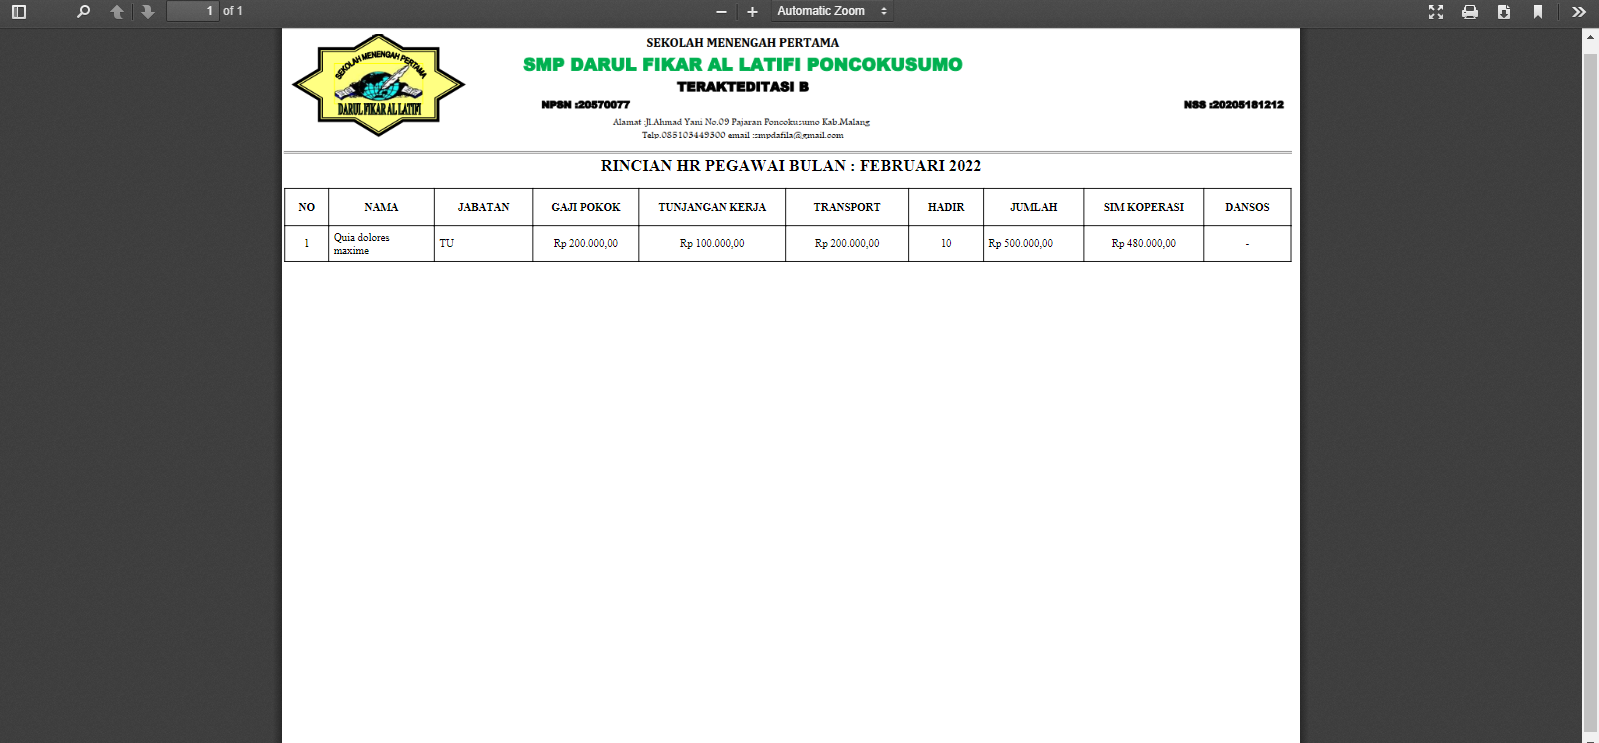 1 of 1 Automatic Zoom
SEKOLAH MENENGAH PERTAMA
DARUL FIKAR AL LATIFI
SEKOLAH MENENGAH PERTAMA
SMP DARUL FIKAR AL LATIFI PONCOKUSUMO
TERAKTEDITASI B
NPSN :20570077 NSS :20205181212
Alamat :Jl.Ahmad Yani No.09 Pajaran Poncokusumo Kab.Malang
Telp.085103449300 email :smpdafila@gmail.com
RINCIAN HR PEGAWAI BULAN : FEBRUARI 2022
NO NAMA JABATAN GAJI POKOK TUNJANGAN KERJA TRANSPORT HADIR JUMLAH SIM KOPERASI DANSOS
1 Quia dolores maxime TU Rp 200.000,00 Rp 100.000,00 Rp 200.000,00 10 Rp 500.000,00 Rp 480.000,00 -